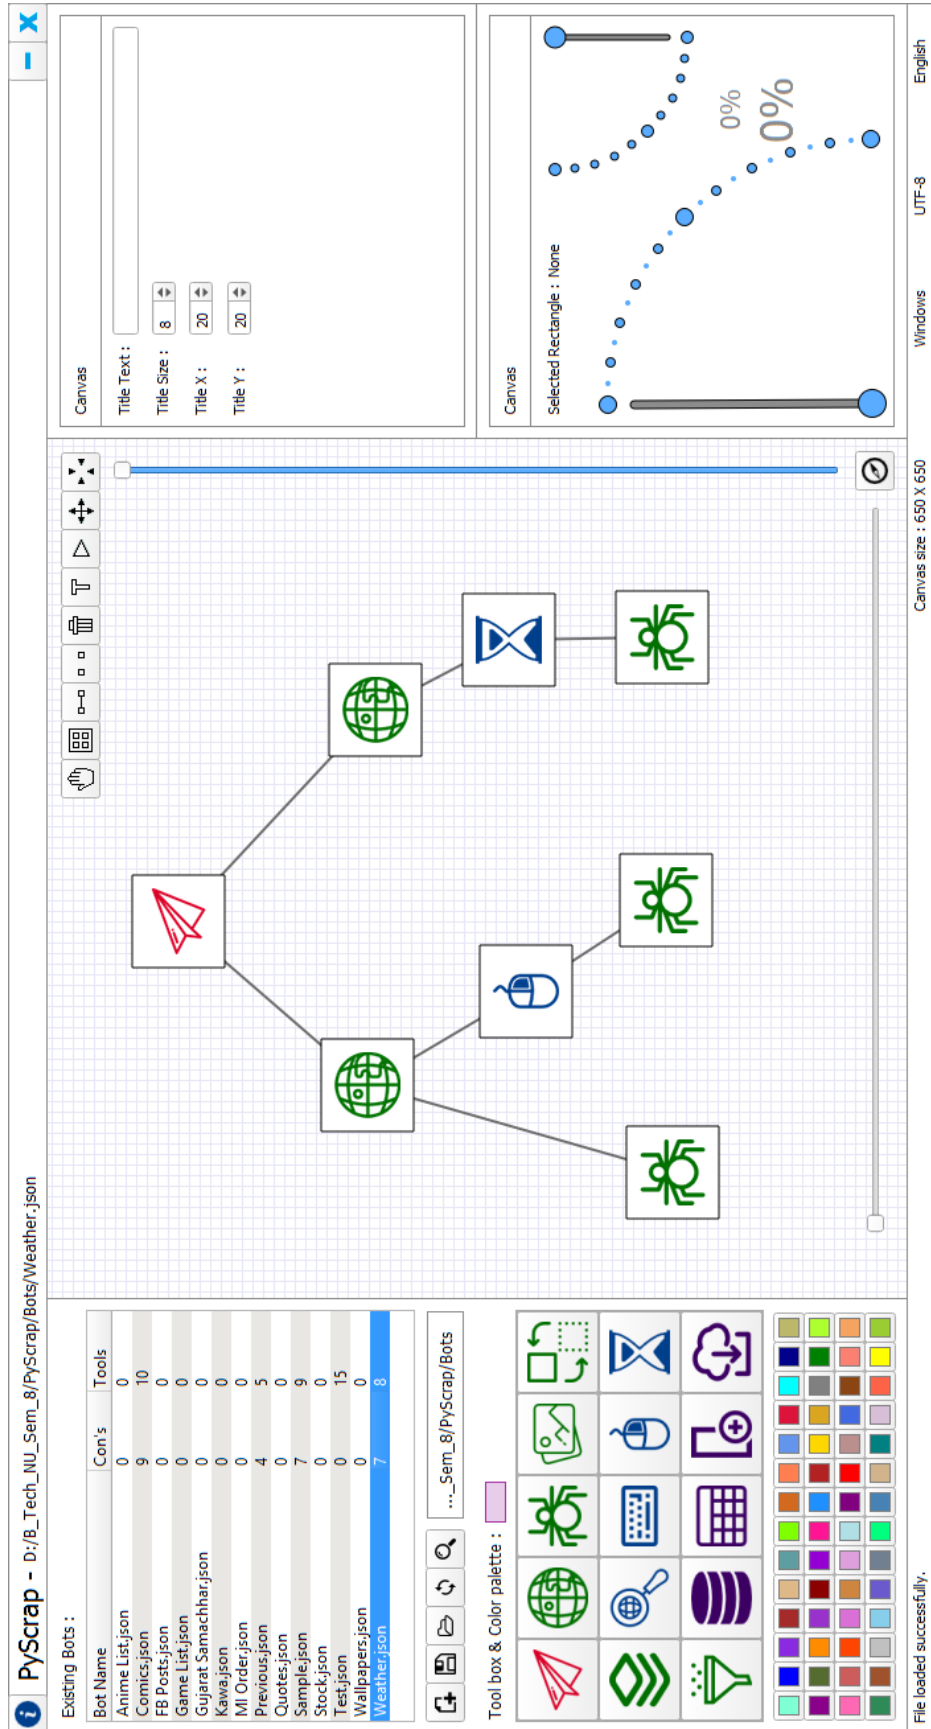 PyScrap - D:/B_Tech_NU_Sem_8/PyScrap/Bots/Weather.json
Existing Bots :
Bot Name Con's Tools
Anime List.json 0 0
Comics.json 9 10
FB Posts.json 0 0
Game List.json 0 0
Gujarat Samachhar.json 0 0
Kawa.json 0 0
MI Order.json 0 0
Previous.json 4 5
Quotes.json 0 0
Sample.json 7 9
Stock.json 0 0
Test.json 0 15
Wallpapers.json 0 0
Weather.json 7 8
..._Sem_8/PyScrap/Bots
Tool box & Color palette :
T
Canvas
Title Text :
Title Size : 8
Title X : 20
Title Y : 20
Canvas
Selected Rectangle : None
0%
0%
File loaded successfully.
Canvas size : 650 X 650
Windows
UTF-8
English